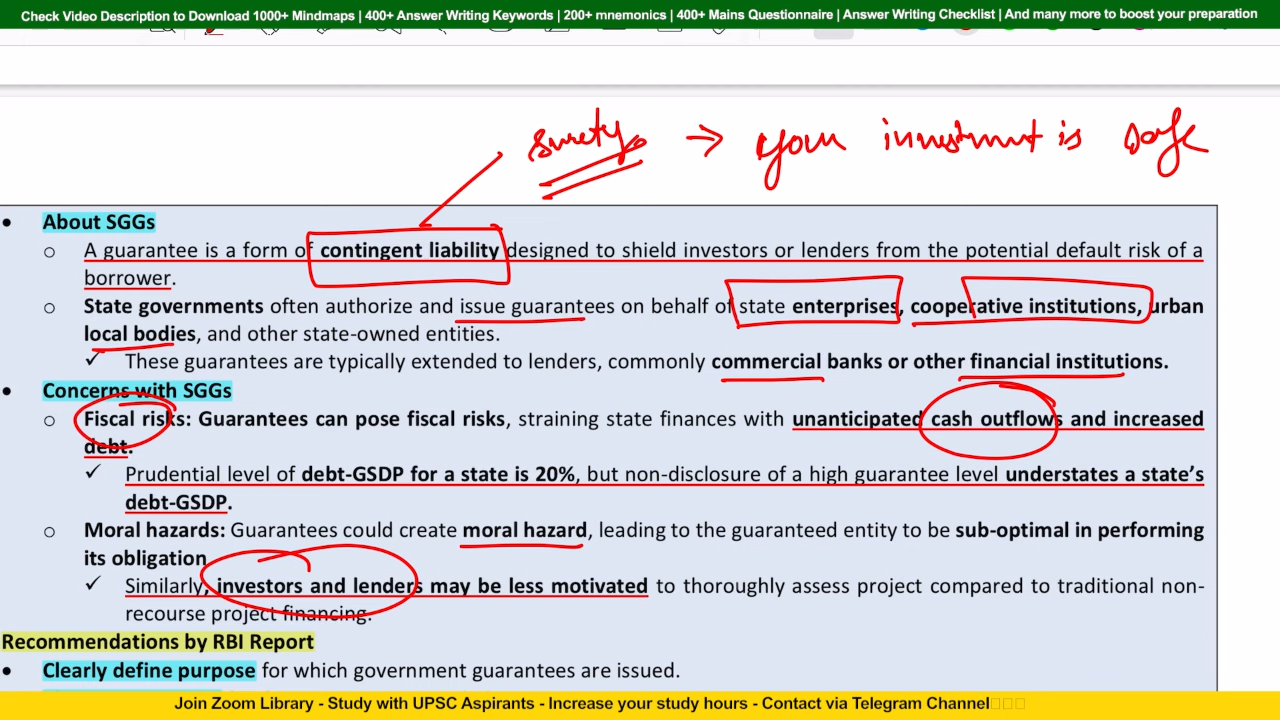 Check Video Description to Download 1000+ Mindmaps | 400+ Answer Writing Keywords | 200+ mnemonics | 400+ Mains Questionnaire | Answer Writing Checklist | And many more to boost your preparation
surety → your investment is safe
• About SGGs
o A guarantee is a form of contingent liability designed to shield investors or lenders from the potential default risk of a
borrower.
o State governments often authorize and issue guarantees on behalf of state enterprises, cooperative institutions, urban
local bodies, and other state-owned entities.
✓ These guarantees are typically extended to lenders, commonly commercial banks or other financial institutions.
• Concerns with SGGs
o Fiscal risks: Guarantees can pose fiscal risks, straining state finances with unanticipated cash outflows and increased
debt.
✓ Prudential level of debt-GSDP for a state is 20%, but non-disclosure of a high guarantee level understates a state's
debt-GSDP.
o Moral hazards: Guarantees could create moral hazard, leading to the guaranteed entity to be sub-optimal in performing
its obligation
✓ Similarly, investors and lenders may be less motivated to thoroughly assess project compared to traditional non-
recourse project financing.
Recommendations by RBI Report
• Clearly define purpose for which government guarantees are issued.
Join Zoom Library - Study with UPSC Aspirants - Increase your study hours - Contact via Telegram Channel